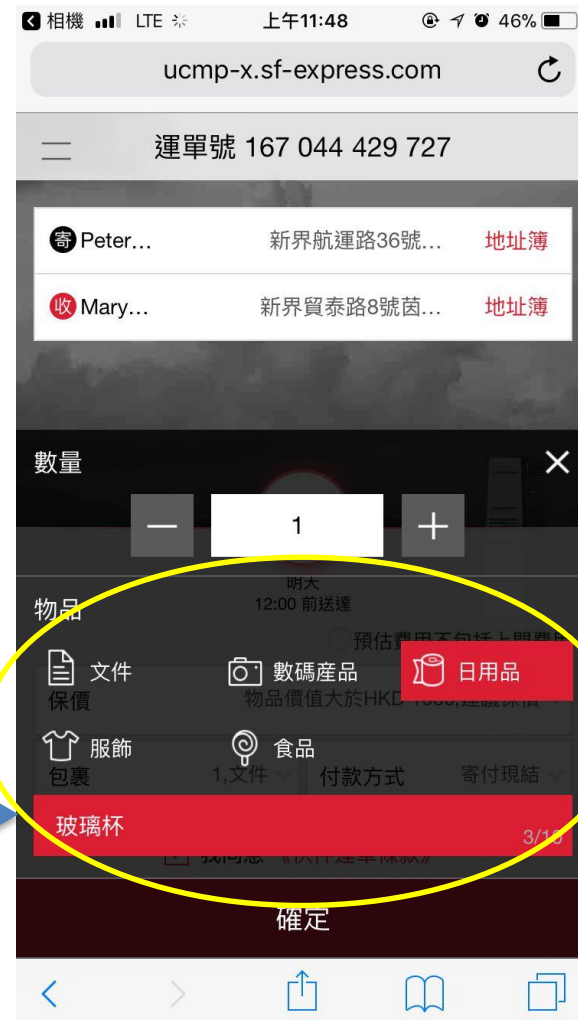 相機 LTE 上午11:48 46%
ucmp-x.sf-express.com
運單號 167 044 429 727
寄 Peter… 新界航運路36號… 地址簿
收 Mary… 新界貿泰路8號茵… 地址簿
數量
1
明天
物品 12:00 前送達
預估費用不包括上門費用
文件 數碼產品 日用品
保價 物品價值大於HKD 1000,建議保價
服飾 食品
包裹 1,文件 付款方式 寄付現結
玻璃杯 3/10
我同意《快件運單條款》
確定